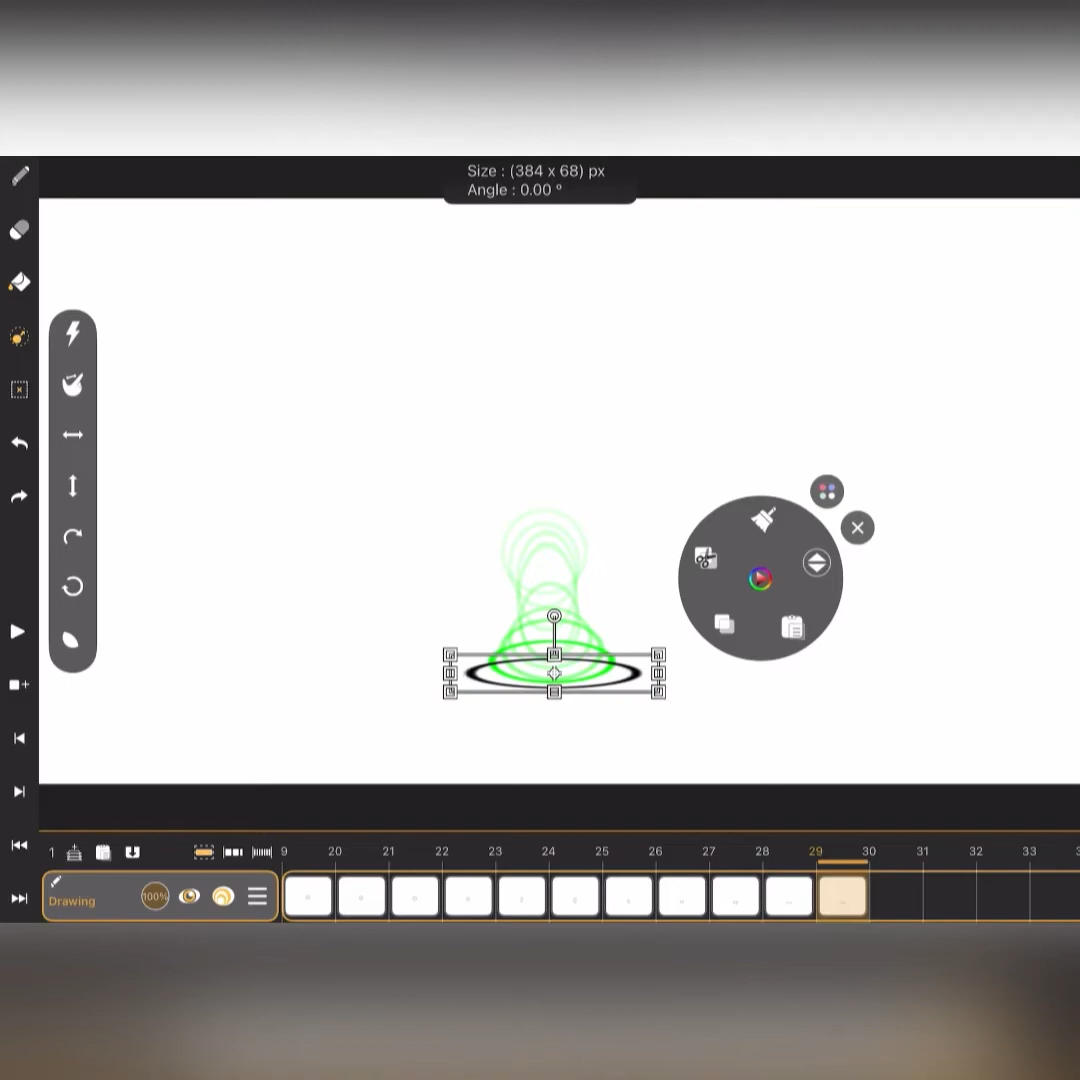 Size : (384 x 68) px
Angle : 0.00 °
1
9 20 21 22 23 24 25 26 27 28 29 30 31 32 33
100%
Drawing